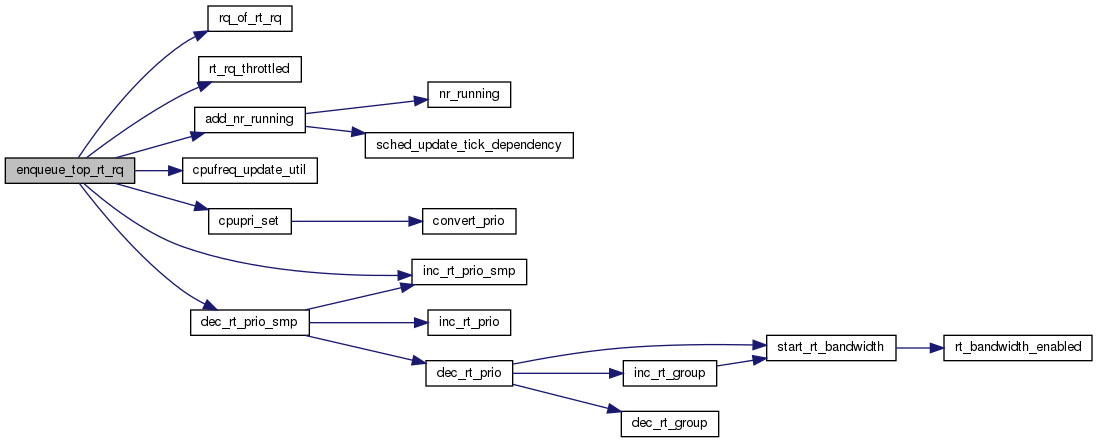 rq_of_rt_rq
rt_rq_throttled
nr_running
add_nr_running
sched_update_tick_dependency
enqueue_top_rt_rq
cpufreq_update_util
cpupri_set
convert_prio
inc_rt_prio_smp
dec_rt_prio_smp
inc_rt_prio
start_rt_bandwidth
rt_bandwidth_enabled
dec_rt_prio
inc_rt_group
dec_rt_group